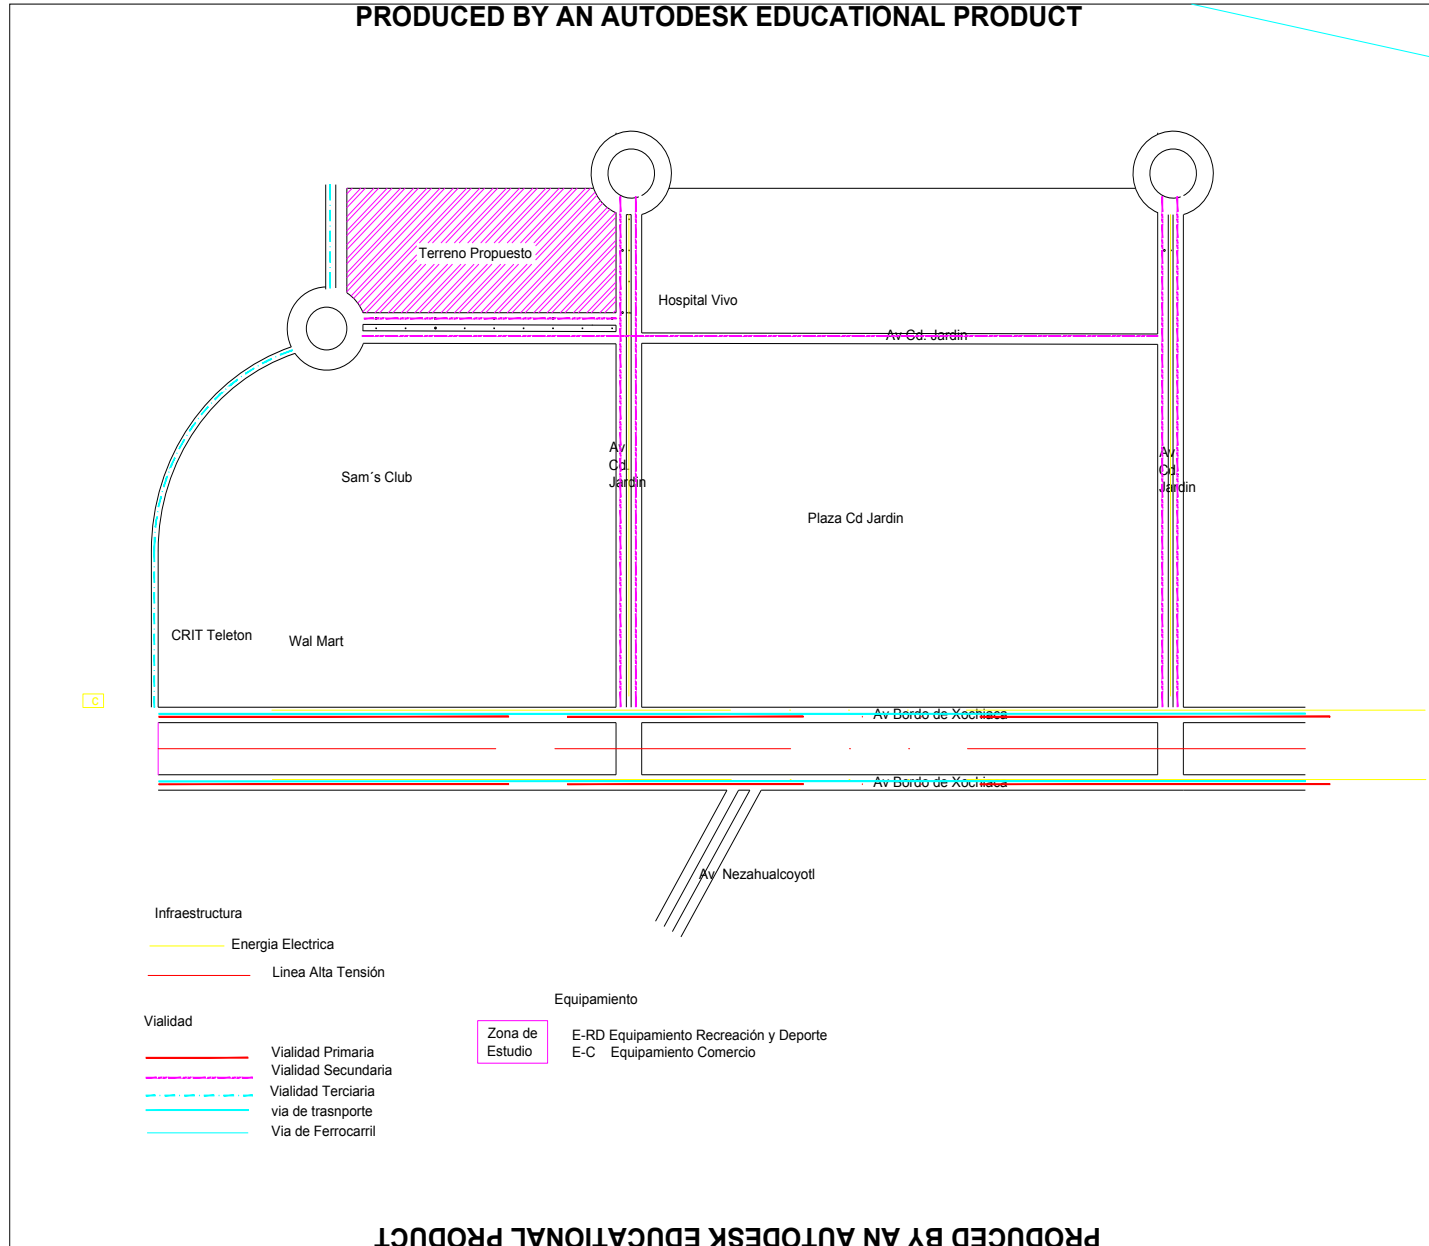 PRODUCED BY AN AUTODESK EDUCATIONAL PRODUCT
Terreno Propuesto
Hospital Vivo
Av Cd. Jardin
Av
Cd.
Jardin
Av
Cd.
Jardin
Sam´s Club
Plaza Cd Jardin
CRIT Teleton
Wal Mart
C
Av Bordo de Xochiaca
Av Bordo de Xochiaca
Av Nezahualcoyotl
Infraestructura
Energia Electrica
Linea Alta Tensión
Equipamiento
Vialidad
Zona de
Estudio
E-RD Equipamiento Recreación y Deporte
E-C Equipamiento Comercio
Vialidad Primaria
Vialidad Secundaria
Vialidad Terciaria
via de trasnporte
Via de Ferrocarril
PRODUCED BY AN AUTODESK EDUCATIONAL PRODUCT